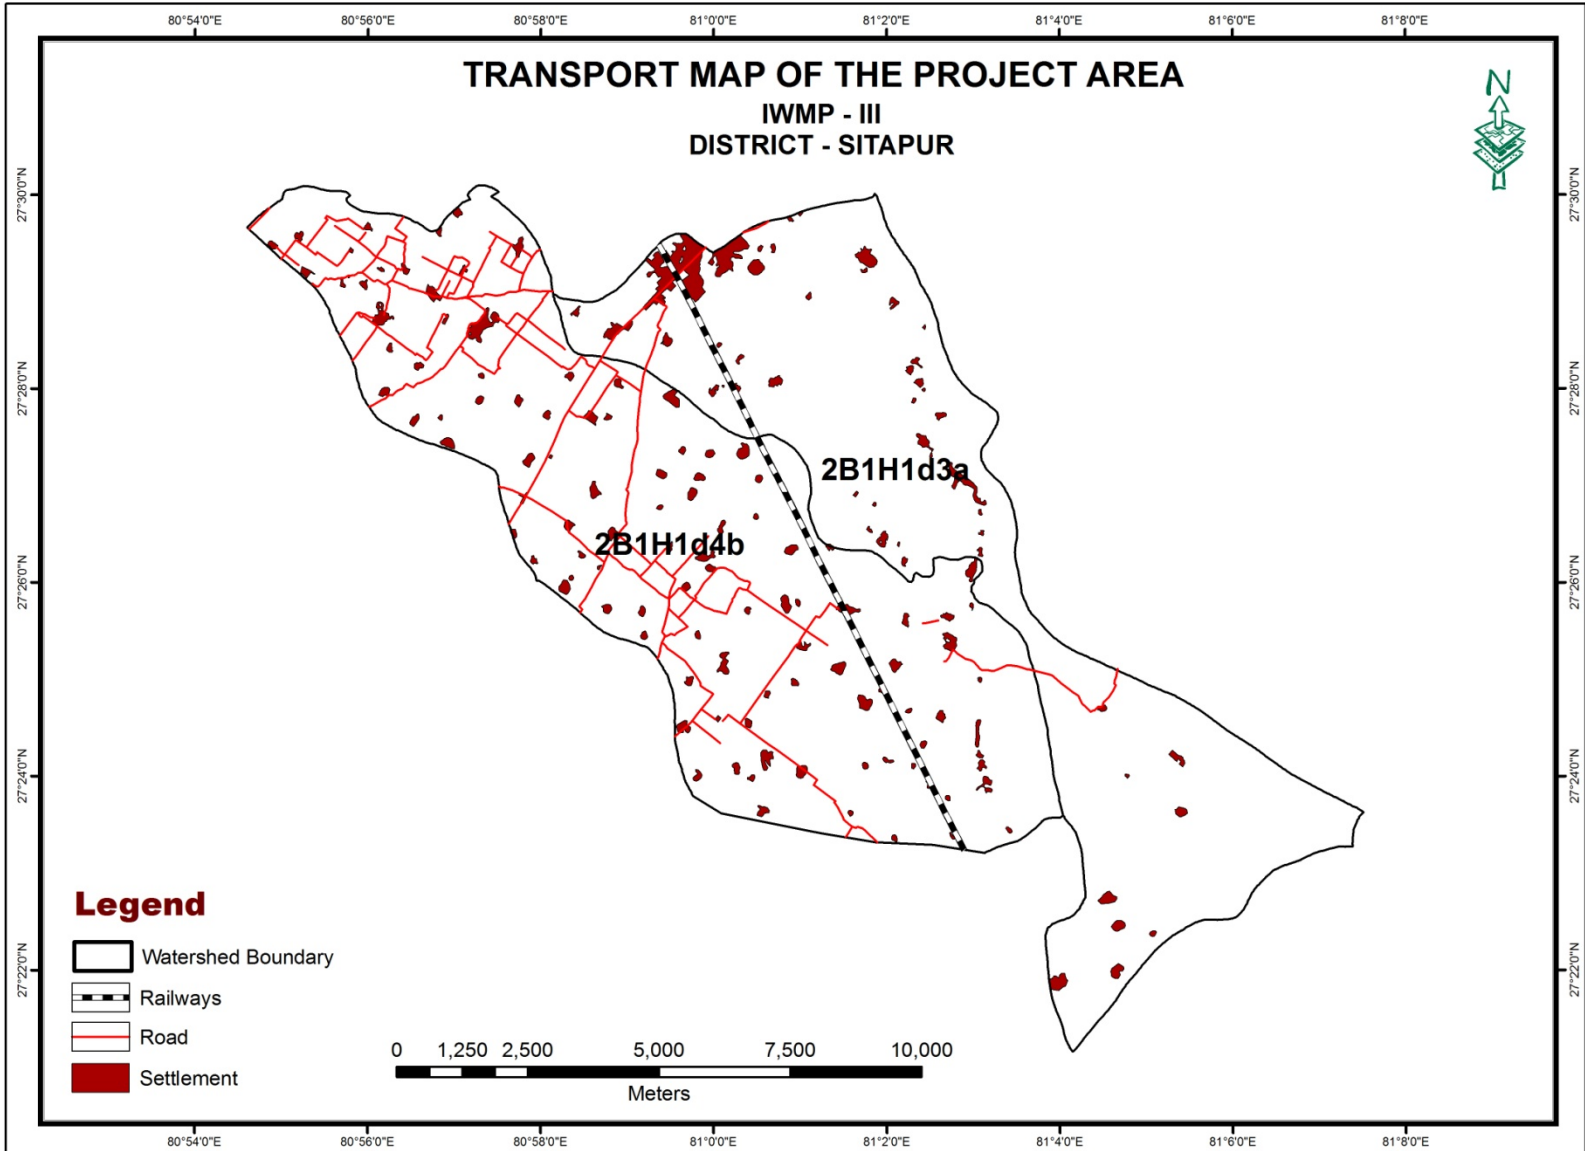 80°54'0"E 80°56'0"E 80°58'0"E 81°0'0"E 81°2'0"E 81°4'0"E 81°6'0"E 81°8'0"E
TRANSPORT MAP OF THE PROJECT AREA
IWMP - III
DISTRICT - SITAPUR
N
27°30'0"N 27°30'0"N
27°28'0"N 27°28'0"N
2B1H1d3a
2B1H1d4b
27°26'0"N 27°26'0"N
27°24'0"N 27°24'0"N
27°22'0"N 27°22'0"N
Legend
Watershed Boundary
Railways
Road
Settlement
0 1,250 2,500 5,000 7,500 10,000
Meters
80°54'0"E 80°56'0"E 80°58'0"E 81°0'0"E 81°2'0"E 81°4'0"E 81°6'0"E 81°8'0"E